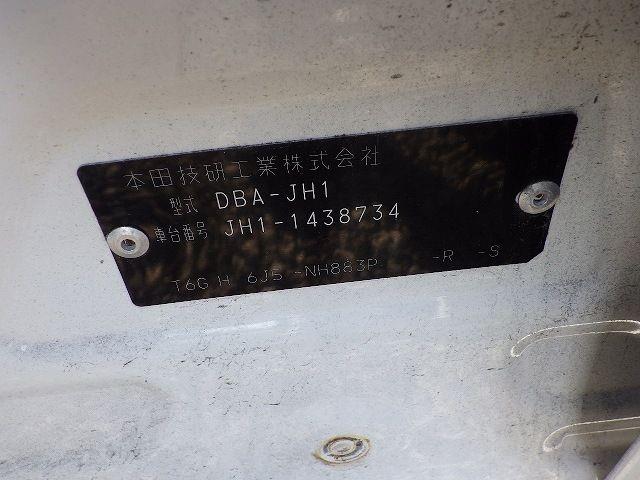 本田技研工業株式会社
型式 DBA-JH1
車台番号 JH1-1438734
T6G H 6J5 -NH883P -R -S